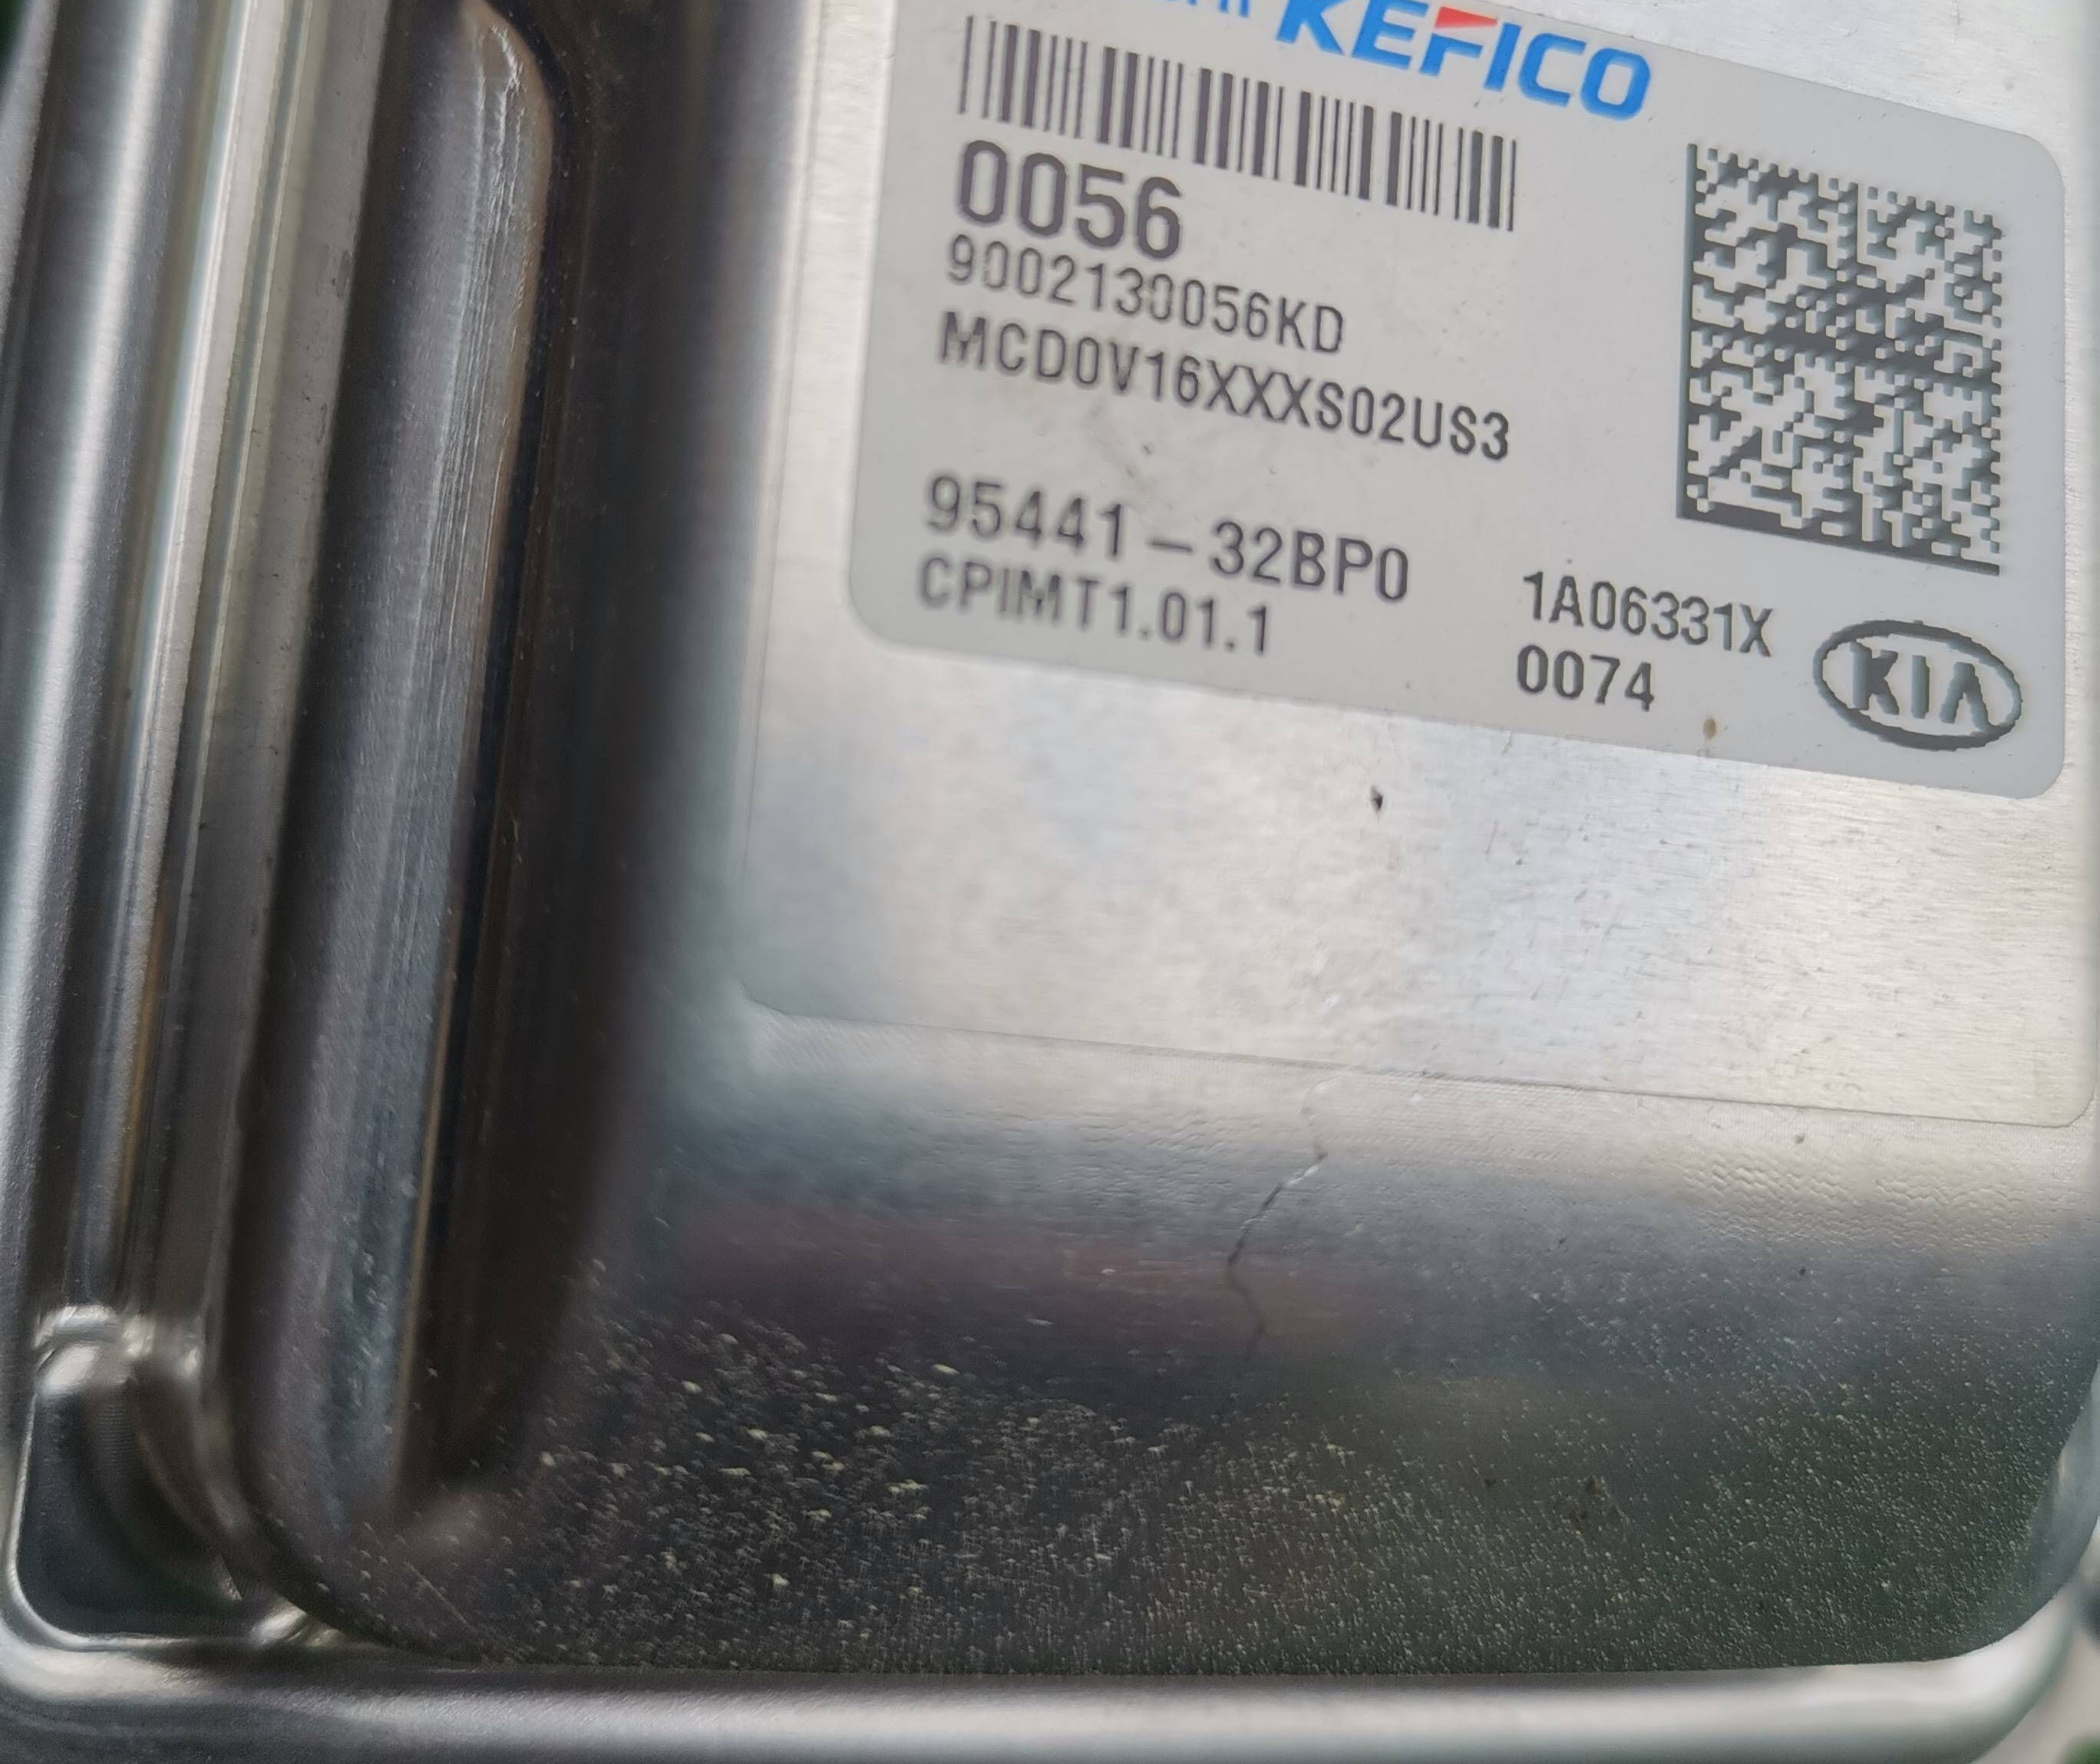 KEFICO
0056
9002130056KD
MCD0V16XXXS02US3
95441-32BP0
CPIMT1.01.1
1A06331X
0074
KIA